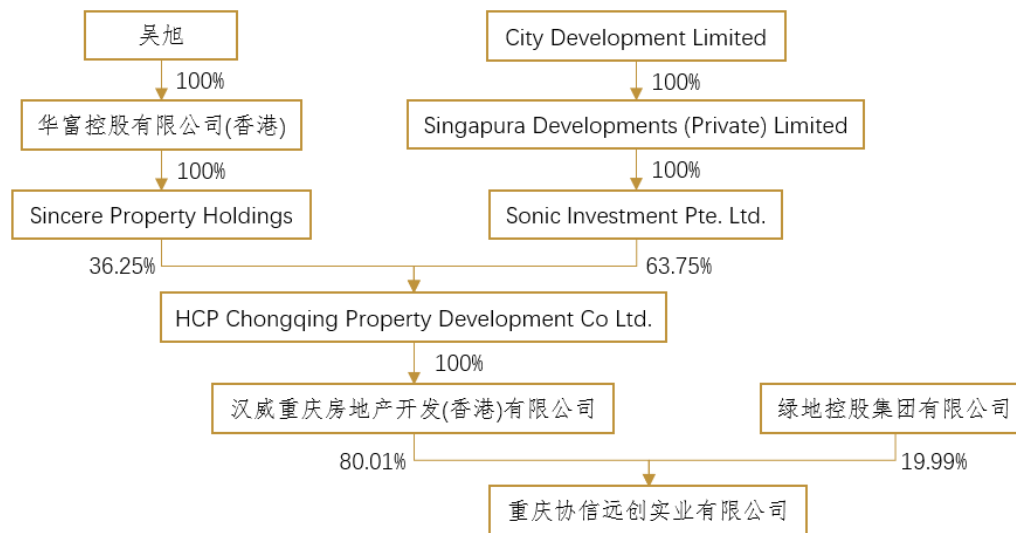 吴旭
City Development Limited
100%
100%
华富控股有限公司(香港)
Singapura Developments (Private) Limited
100%
100%
Sincere Property Holdings
Sonic Investment Pte. Ltd.
36.25%
63.75%
HCP Chongqing Property Development Co Ltd.
100%
汉威重庆房地产开发(香港)有限公司
绿地控股集团有限公司
80.01%
19.99%
重庆协信远创实业有限公司